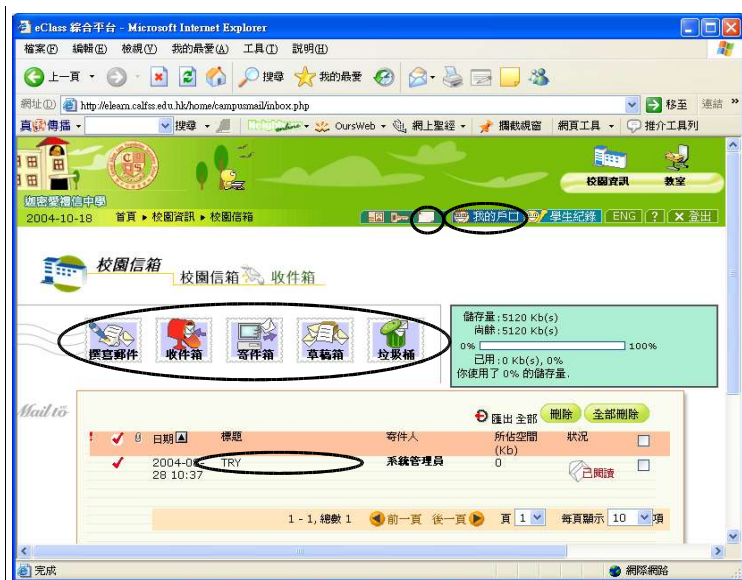 eClass 綜合平台 - Microsoft Internet Explorer
檔案(F) 編輯(E) 檢視(V) 我的最愛(A) 工具(T) 說明(H)
上一頁 搜尋 我的最愛
網址(D) http://elearn.calfss.edu.hk/home/campusmail/inbox.php 移至 連結 »
真道傳播 搜尋 OursWeb 網上聖經 攔截視窗 網頁工具 推介工具列
校園資訊 教室
迦密愛禮信中學
2004-10-18 首頁 ▸ 校園資訊 ▸ 校園信箱 我的戶口 學生紀錄 ENG ? X 登出
校園信箱 校園信箱 收件箱
撰寫郵件 收件箱 寄件箱 草稿箱 垃圾桶
儲存量:5120 Kb(s)
尚餘:5120 Kb(s)
0% 100%
已用:0 Kb(s), 0%
你使用了 0% 的儲存量.
Mail to
匯出全部 刪除 全部刪除
! 日期 標題 寄件人 所佔空間 (Kb) 狀況
2004-0 TRY 系統管理員 0 已閱讀
28 10:37
1 - 1, 總數 1 前一頁 後一頁 頁 1 每頁顯示 10 項
完成 網際網路